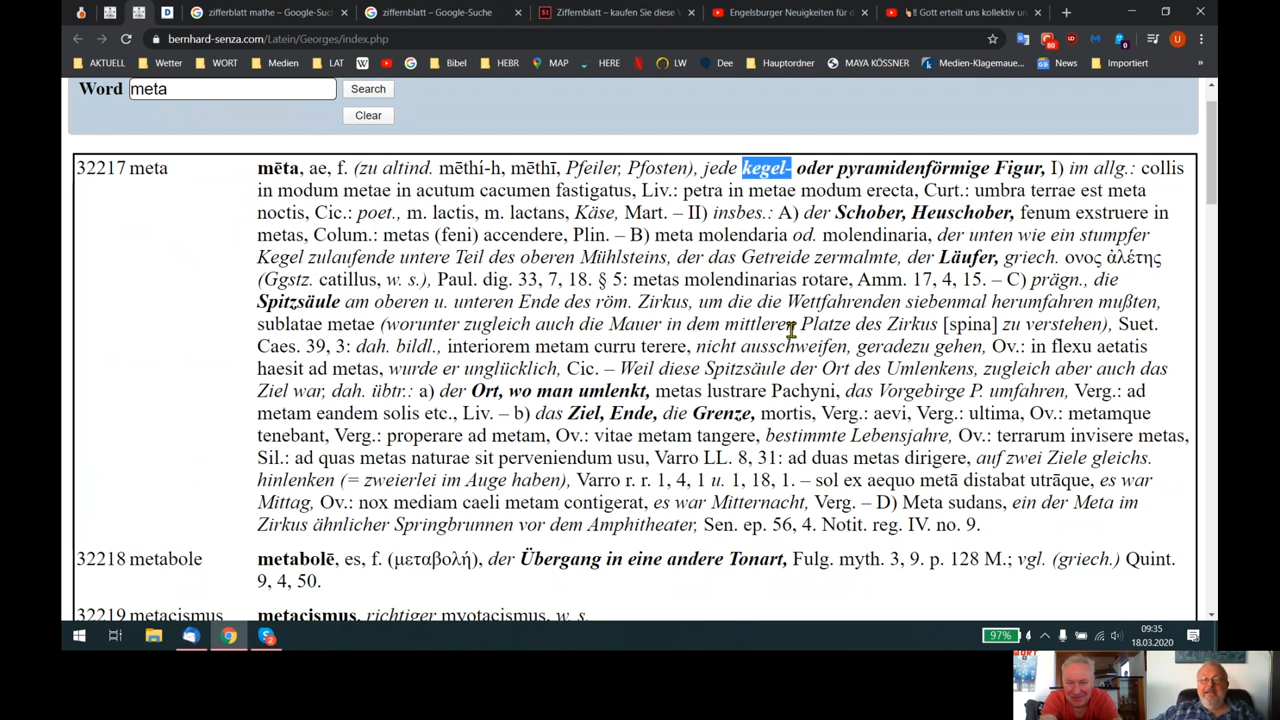 zifferblatt mathe – Google-Suc
ziffernblatt – Google-Suche
Ziffernblatt – kaufen Sie diese V
Engelsburger Neuigkeiten für d
Gott erteilt uns kollektiv un
bernhard-senza.com/Latein/Georges/index.php
AKTUELL Wetter WORT Medien LAT Bibel HEBR MAP HERE LW Dee Hauptordner MAYA KÖSSNER Medien-Klagemaue... News Importiert
Word meta Search
Clear
32217 meta mēta, ae, f. (zu altind. mēthí-h, mēthī, Pfeiler, Pfosten), jede kegel- oder pyramidenförmige Figur, I) im allg.: collis
in modum metae in acutum cacumen fastigatus, Liv.: petra in metae modum erecta, Curt.: umbra terrae est meta
noctis, Cic.: poet., m. lactis, m. lactans, Käse, Mart. – II) insbes.: A) der Schober, Heuschober, fenum exstruere in
metas, Colum.: metas (feni) accendere, Plin. – B) meta molendaria od. molendinaria, der unten wie ein stumpfer
Kegel zulaufende untere Teil des oberen Mühlsteins, der das Getreide zermalmte, der Läufer, griech. ονος ἀλέτης
(Ggstz. catillus, w. s.), Paul. dig. 33, 7, 18. § 5: metas molendinarias rotare, Amm. 17, 4, 15. – C) prägn., die
Spitzsäule am oberen u. unteren Ende des röm. Zirkus, um die die Wettfahrenden siebenmal herumfahren mußten,
sublatae metae (worunter zugleich auch die Mauer in dem mittleren Platze des Zirkus [spina] zu verstehen), Suet.
Caes. 39, 3: dah. bildl., interiorem metam curru terere, nicht ausschweifen, geradezu gehen, Ov.: in flexu aetatis
haesit ad metas, wurde er unglücklich, Cic. – Weil diese Spitzsäule der Ort des Umlenkens, zugleich aber auch das
Ziel war, dah. übtr.: a) der Ort, wo man umlenkt, metas lustrare Pachyni, das Vorgebirge P. umfahren, Verg.: ad
metam eandem solis etc., Liv. – b) das Ziel, Ende, die Grenze, mortis, Verg.: aevi, Verg.: ultima, Ov.: metamque
tenebant, Verg.: properare ad metam, Ov.: vitae metam tangere, bestimmte Lebensjahre, Ov.: terrarum invisere metas,
Sil.: ad quas metas naturae sit perveniendum usu, Varro LL. 8, 31: ad duas metas dirigere, auf zwei Ziele gleichs.
hinlenken (= zweierlei im Auge haben), Varro r. r. 1, 4, 1 u. 1, 18, 1. – sol ex aequo metā distabat utrāque, es war
Mittag, Ov.: nox mediam caeli metam contigerat, es war Mitternacht, Verg. – D) Meta sudans, ein der Meta im
Zirkus ähnlicher Springbrunnen vor dem Amphitheater, Sen. ep. 56, 4. Notit. reg. IV. no. 9.
32218 metabole metabolē, es, f. (μεταβολή), der Übergang in eine andere Tonart, Fulg. myth. 3, 9. p. 128 M.; vgl. (griech.) Quint.
9, 4, 50.
32219 metacismus metacismus, richtiger myotacismus, w. s.
97% 09:35
18.03.2020